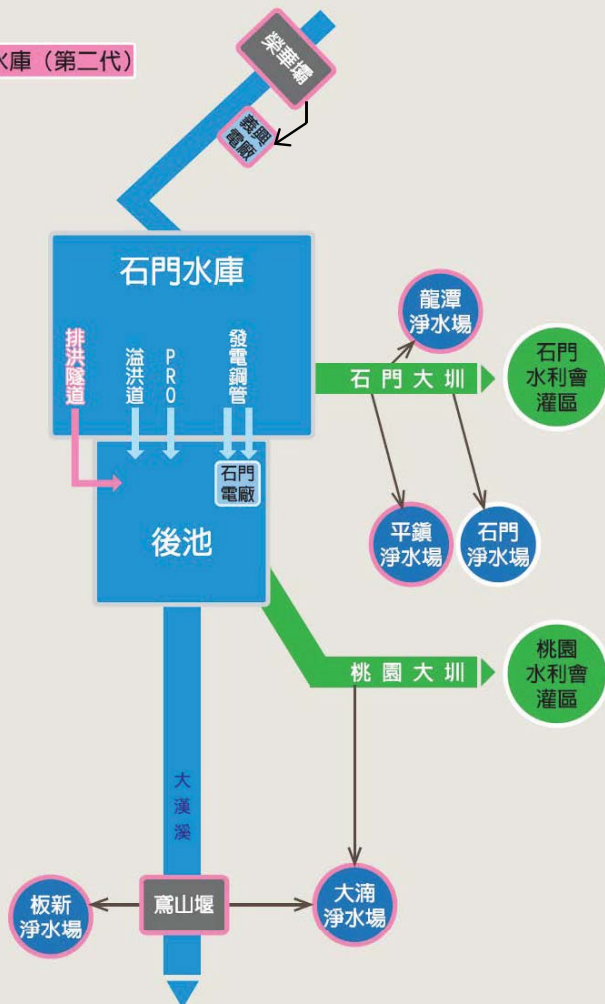 水庫（第二代）
榮華壩
義興
電廠
石門水庫
排洪隧道
溢洪道
PRO
發電鋼管
石門
電廠
後池
龍潭
淨水場
石門大圳
石門
水利會
灌區
平鎮
淨水場
石門
淨水場
桃園大圳
桃園
水利會
灌區
大漢溪
板新
淨水場
鳶山堰
大湳
淨水場